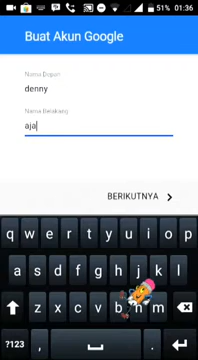 51% 01:36
Buat Akun Google
Nama Depan
denny
Nama Belakang
aja
BERIKUTNYA
q w e r t y u i o p
a s d f g h j k l
z x c v b n m
?123 , .